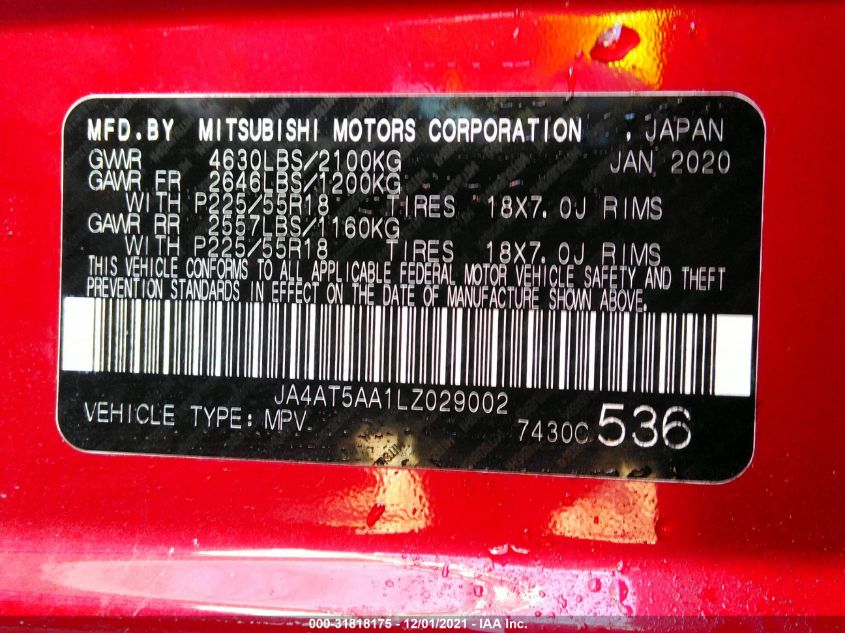 MFD.BY MITSUBISHI MOTORS CORPORATION , JAPAN
GVWR 4630LBS/2100KG JAN 2020
GAWR FR 2646LBS/1200KG
WITH P225/55R18 TIRES 18X7.0J RIMS
GAWR RR 2557LBS/1160KG
WITH P225/55R18 TIRES 18X7.0J RIMS
THIS VEHICLE CONFORMS TO ALL APPLICABLE FEDERAL MOTOR VEHICLE SAFETY AND THEFT
PREVENTION STANDARDS IN EFFECT ON THE DATE OF MANUFACTURE SHOWN ABOVE.
JA4AT5AA1LZ029002
VEHICLE TYPE: MPV 7430C 536
000-31818175 - 12/01/2021 - IAA Inc.